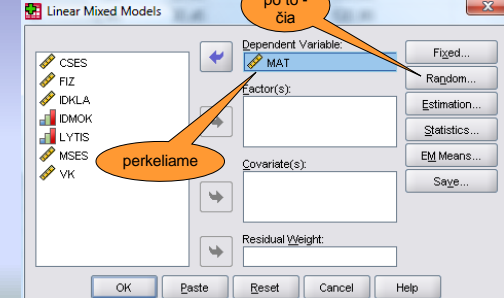 Linear Mixed Models
po to -
čia
CSES
FIZ
IDKLA
IDMOK
LYTIS
MSES
VK
perkeliame
Dependent Variable:
MAT
Factor(s):
Covariate(s):
Residual Weight:
Fixed...
Random...
Estimation...
Statistics...
EM Means...
Save...
OK
Paste
Reset
Cancel
Help